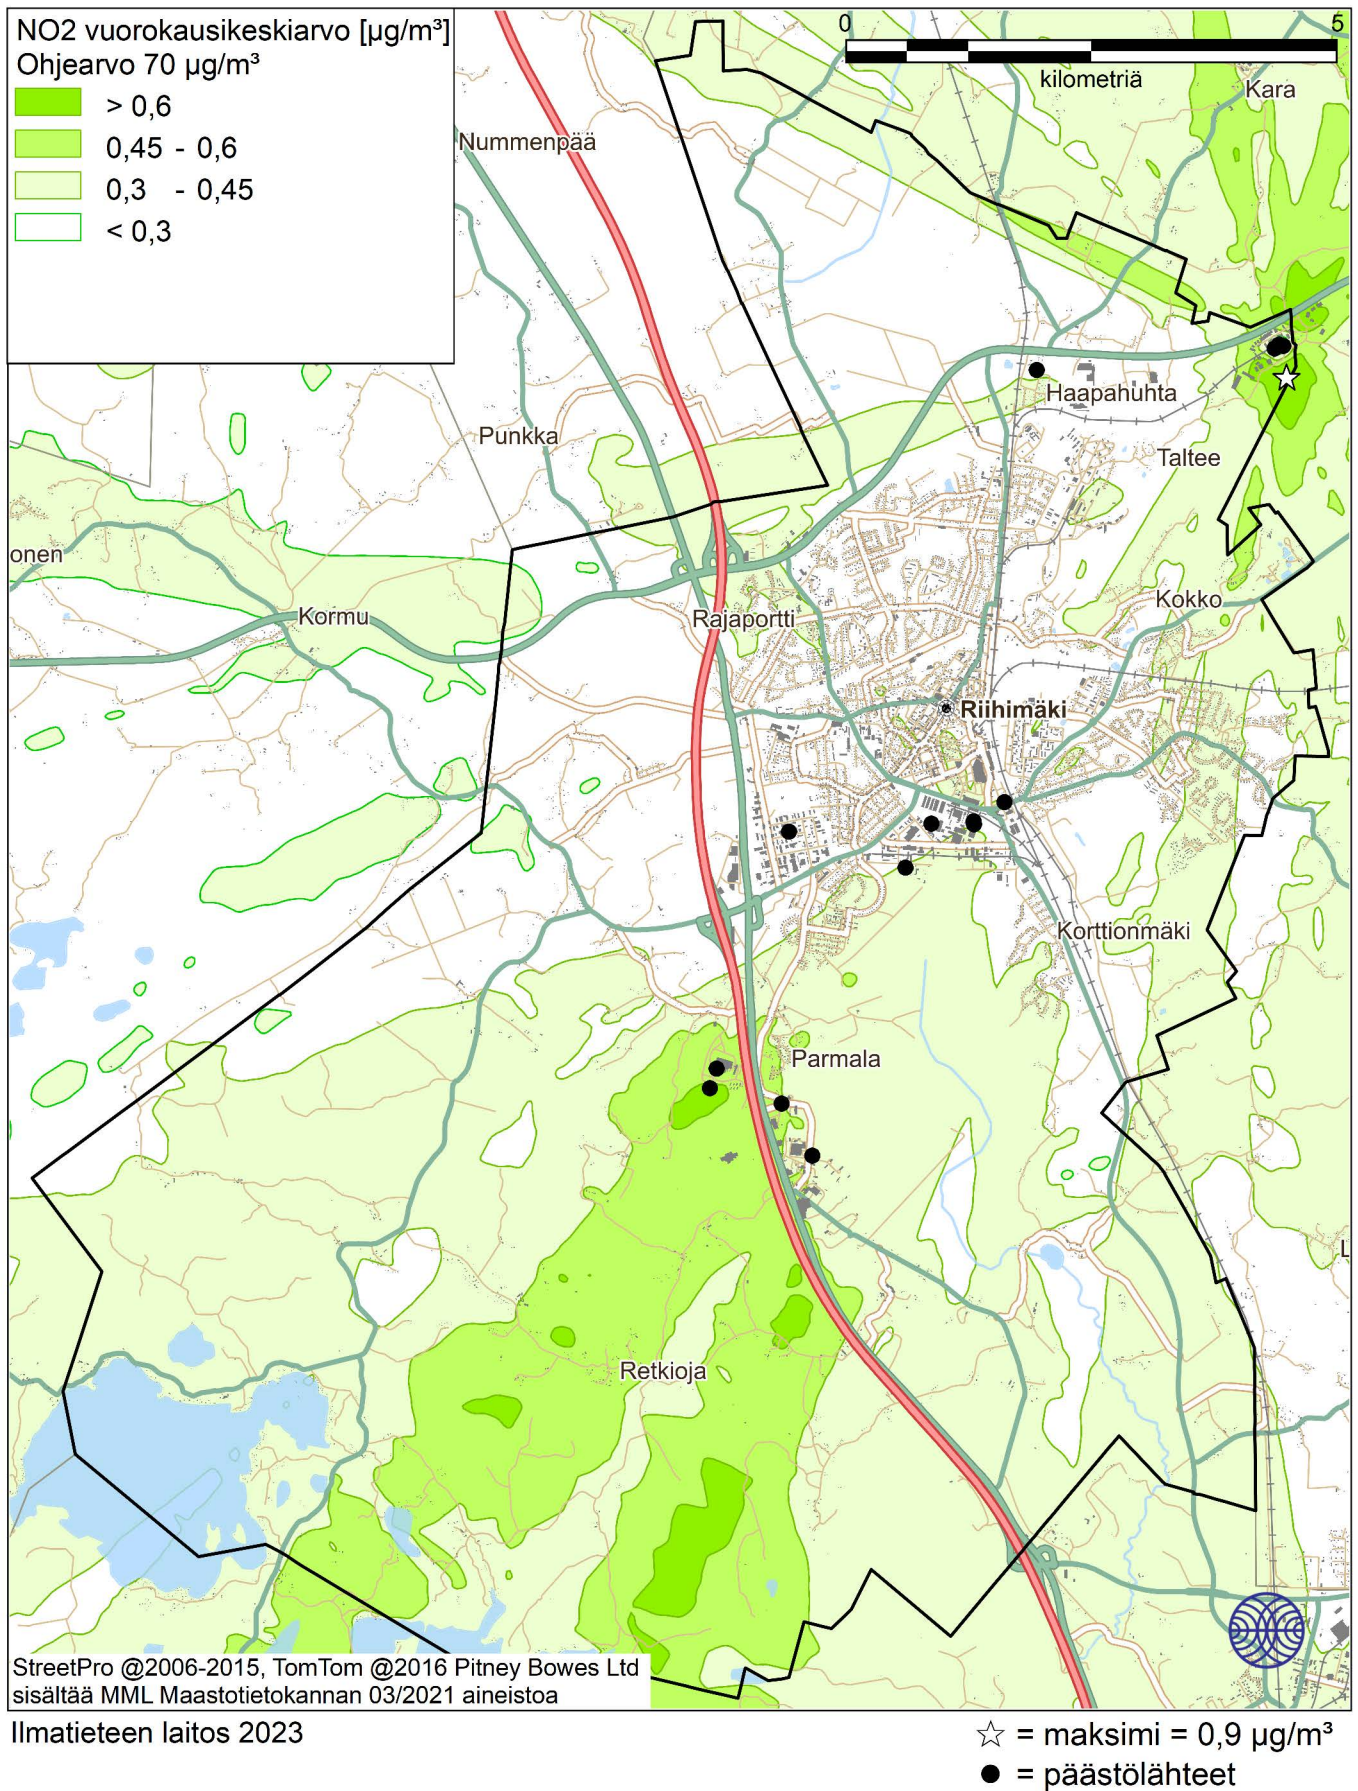 NO2 vuorokausikeskiarvo [µg/m³]
Ohjearvo 70 µg/m³
> 0,6
0,45 - 0,6
0,3 - 0,45
< 0,3
0 5
kilometriä
Kara
Nummenpää
Haapahuhta
Punkka
Taltee
onen
Kokko
Kormu
Rajaportti
Riihimäki
Korttionmäki
Parmala
L
Retkioja
StreetPro @2006-2015, TomTom @2016 Pitney Bowes Ltd
sisältää MML Maastotietokannan 03/2021 aineistoa
Ilmatieteen laitos 2023
☆ = maksimi = 0,9 µg/m³
● = päästölähteet